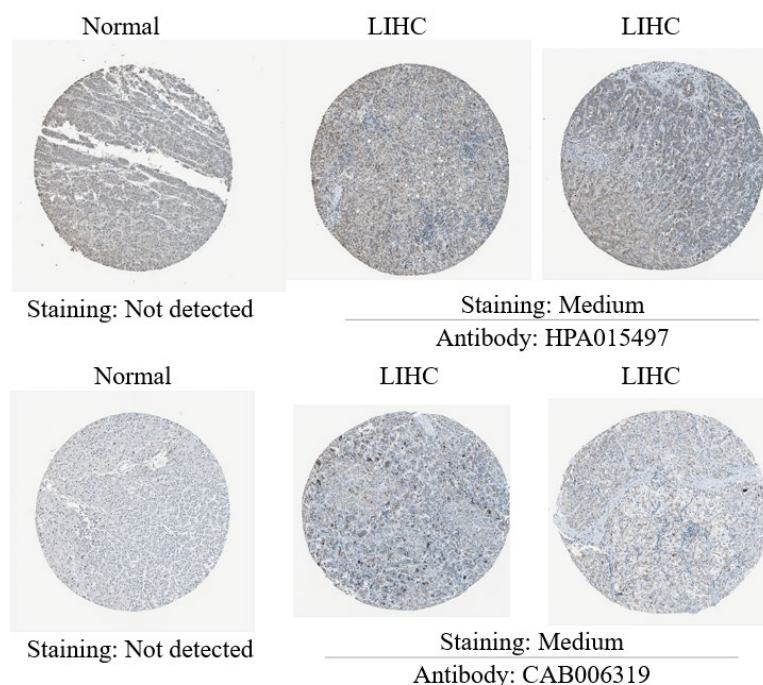 Normal LIHC LIHC
Staining: Not detected Staining: Medium
Antibody: HPA015497
Normal LIHC LIHC
Staining: Not detected Staining: Medium
Antibody: CAB006319